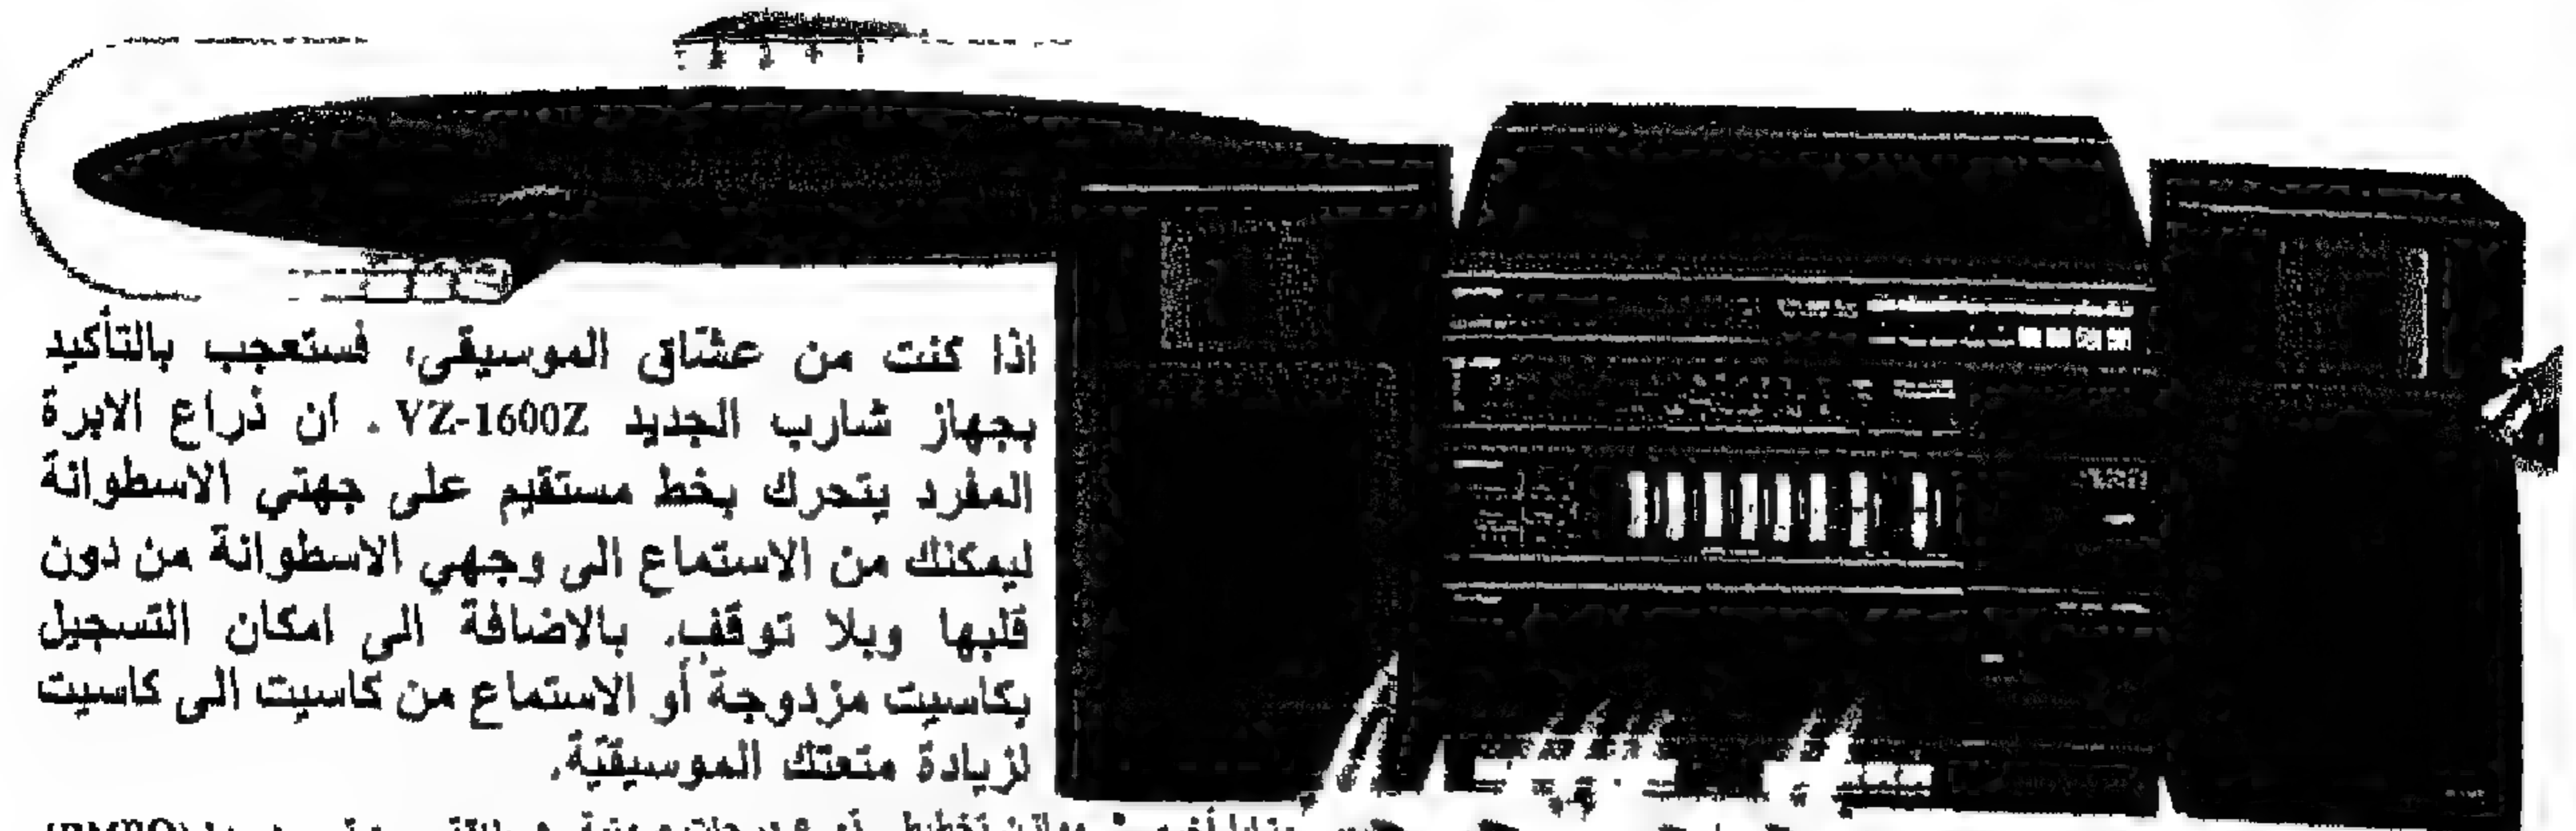 اذا كنت من عشاق الموسيقى، فستعجب بالتأكيد
بجهاز شارب الجديد VZ-1600Z . ان ذراع الابرة
المفرد يتحرك بخط مستقيم على جهتي الاسطوانة
ليمكنك من الاستماع الى وجهي الاسطوانة من دون
قلبها وبلا توقف. بالاضافة الى امكان التسجيل
بكاسيت مزدوجة أو الاستماع من كاسيت الى كاسيت
لزيادة متعتك الموسيقية.
(PMPO)